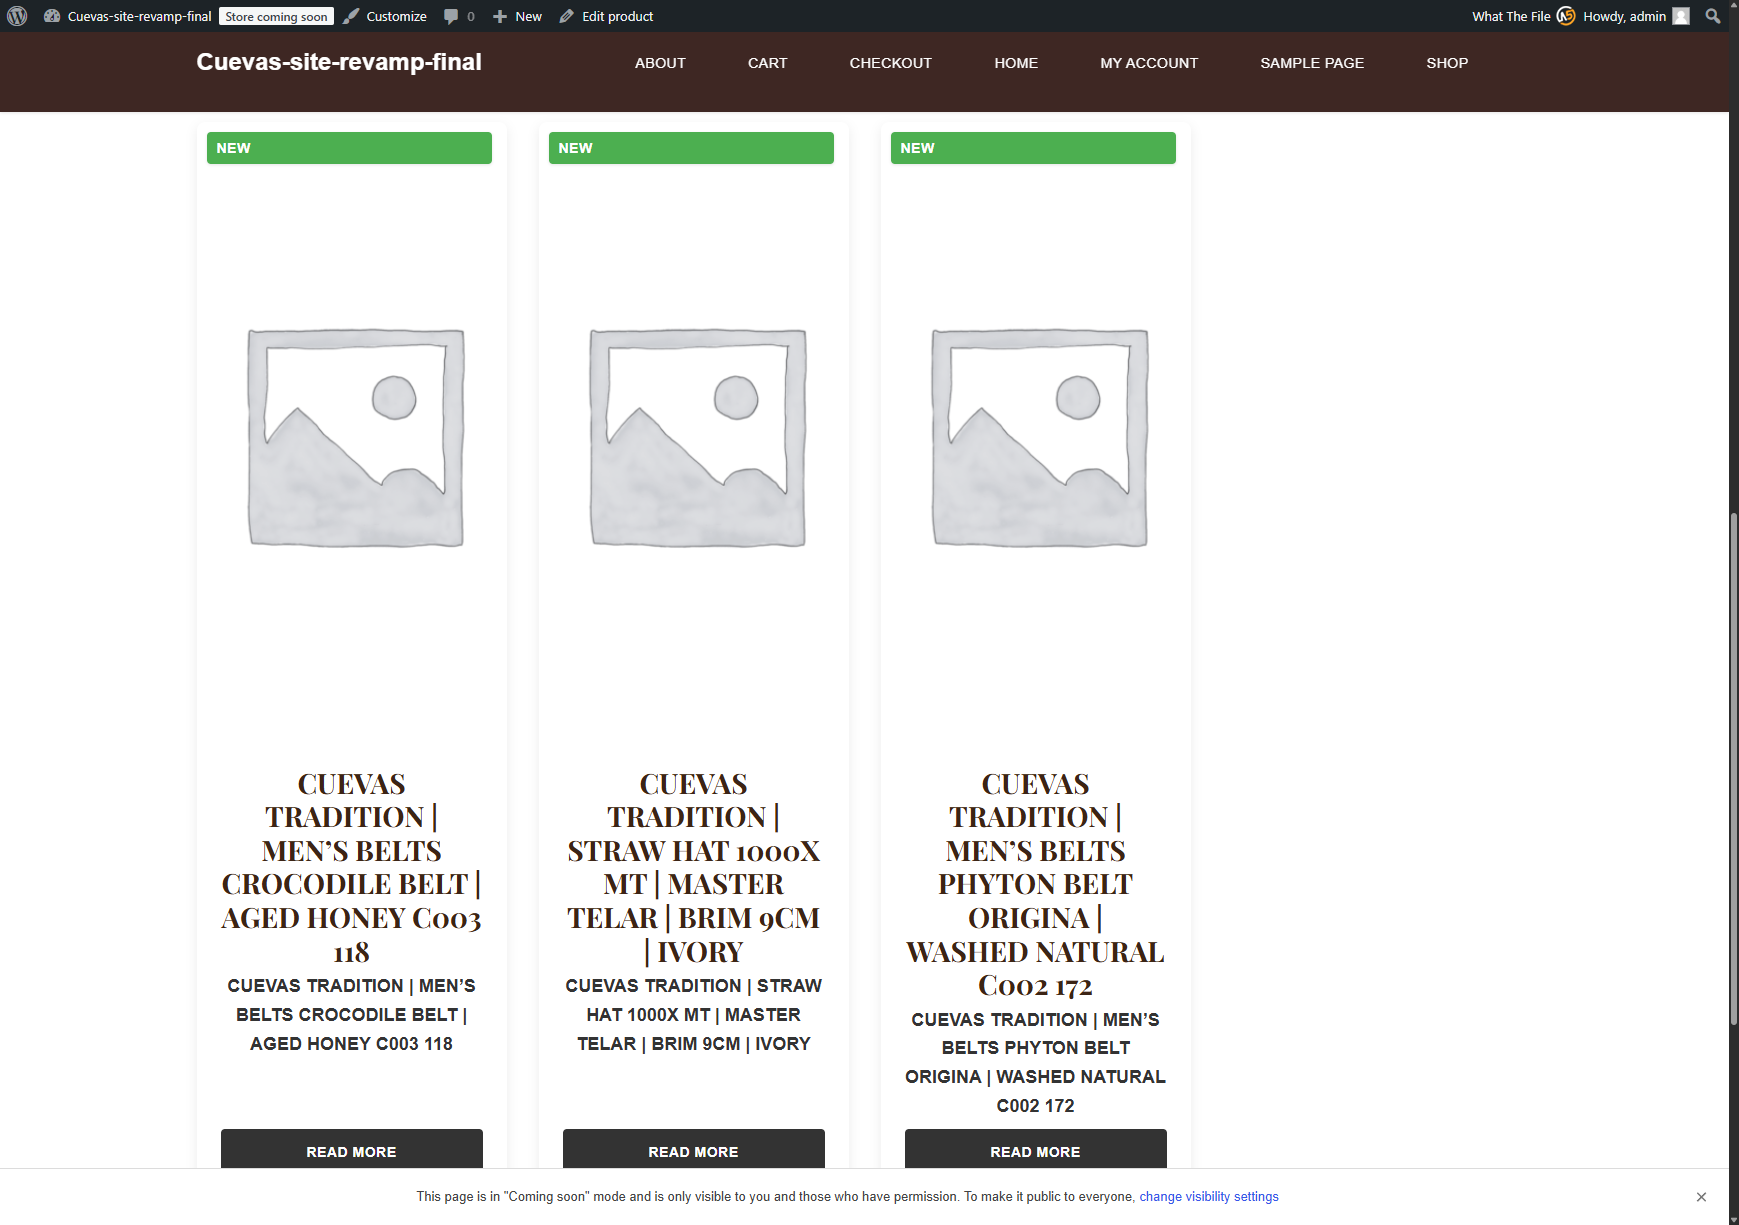 Cuevas-site-revamp-final Store coming soon Customize 0 New Edit product What The File Howdy, admin
Cuevas-site-revamp-final ABOUT CART CHECKOUT HOME MY ACCOUNT SAMPLE PAGE SHOP
NEW
CUEVAS
TRADITION |
MEN’S BELTS
CROCODILE BELT |
AGED HONEY C003
118
CUEVAS TRADITION | MEN’S
BELTS CROCODILE BELT |
AGED HONEY C003 118
READ MORE
NEW
CUEVAS
TRADITION |
STRAW HAT 1000X
MT | MASTER
TELAR | BRIM 9CM
| IVORY
CUEVAS TRADITION | STRAW
HAT 1000X MT | MASTER
TELAR | BRIM 9CM | IVORY
READ MORE
NEW
CUEVAS
TRADITION |
MEN’S BELTS
PHYTON BELT
ORIGINA |
WASHED NATURAL
C002 172
CUEVAS TRADITION | MEN’S
BELTS PHYTON BELT
ORIGINA | WASHED NATURAL
C002 172
READ MORE
This page is in "Coming soon" mode and is only visible to you and those who have permission. To make it public to everyone, change visibility settings